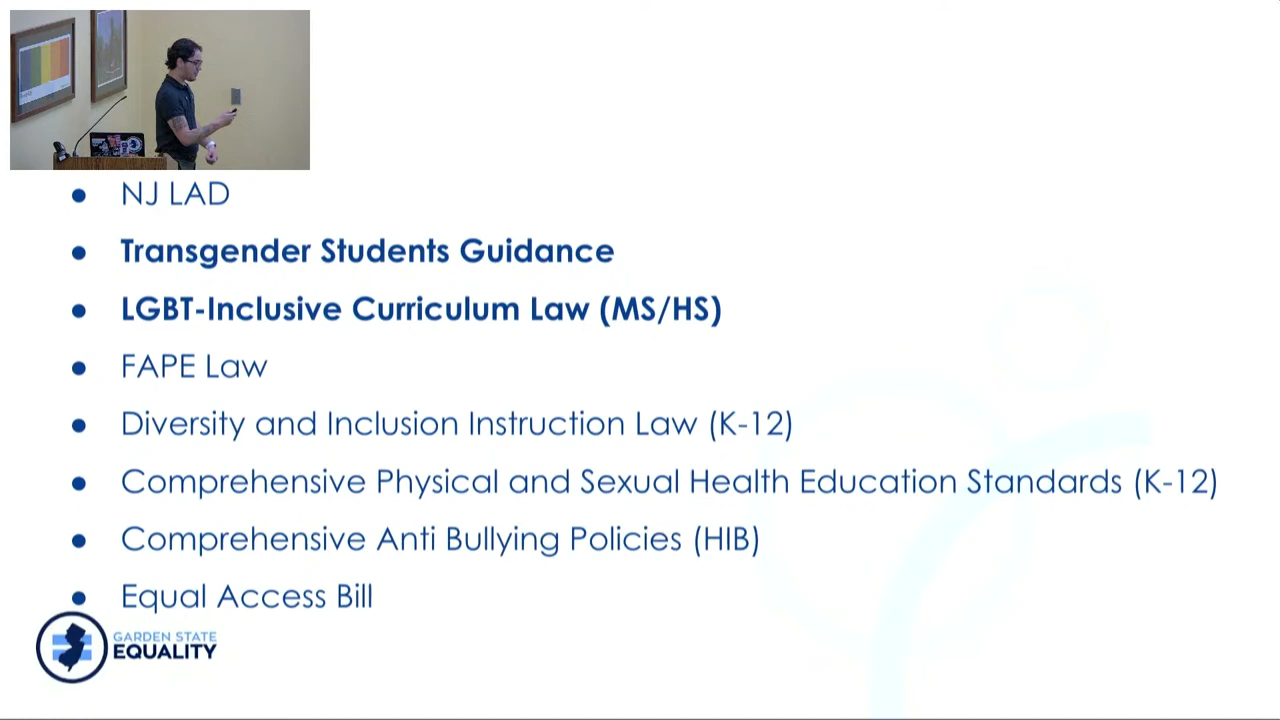 NJ LAD
Transgender Students Guidance
LGBT-Inclusive Curriculum Law (MS/HS)
FAPE Law
Diversity and Inclusion Instruction Law (K-12)
Comprehensive Physical and Sexual Health Education Standards (K-12)
Comprehensive Anti Bullying Policies (HIB)
Equal Access Bill
GARDEN STATE
EQUALITY